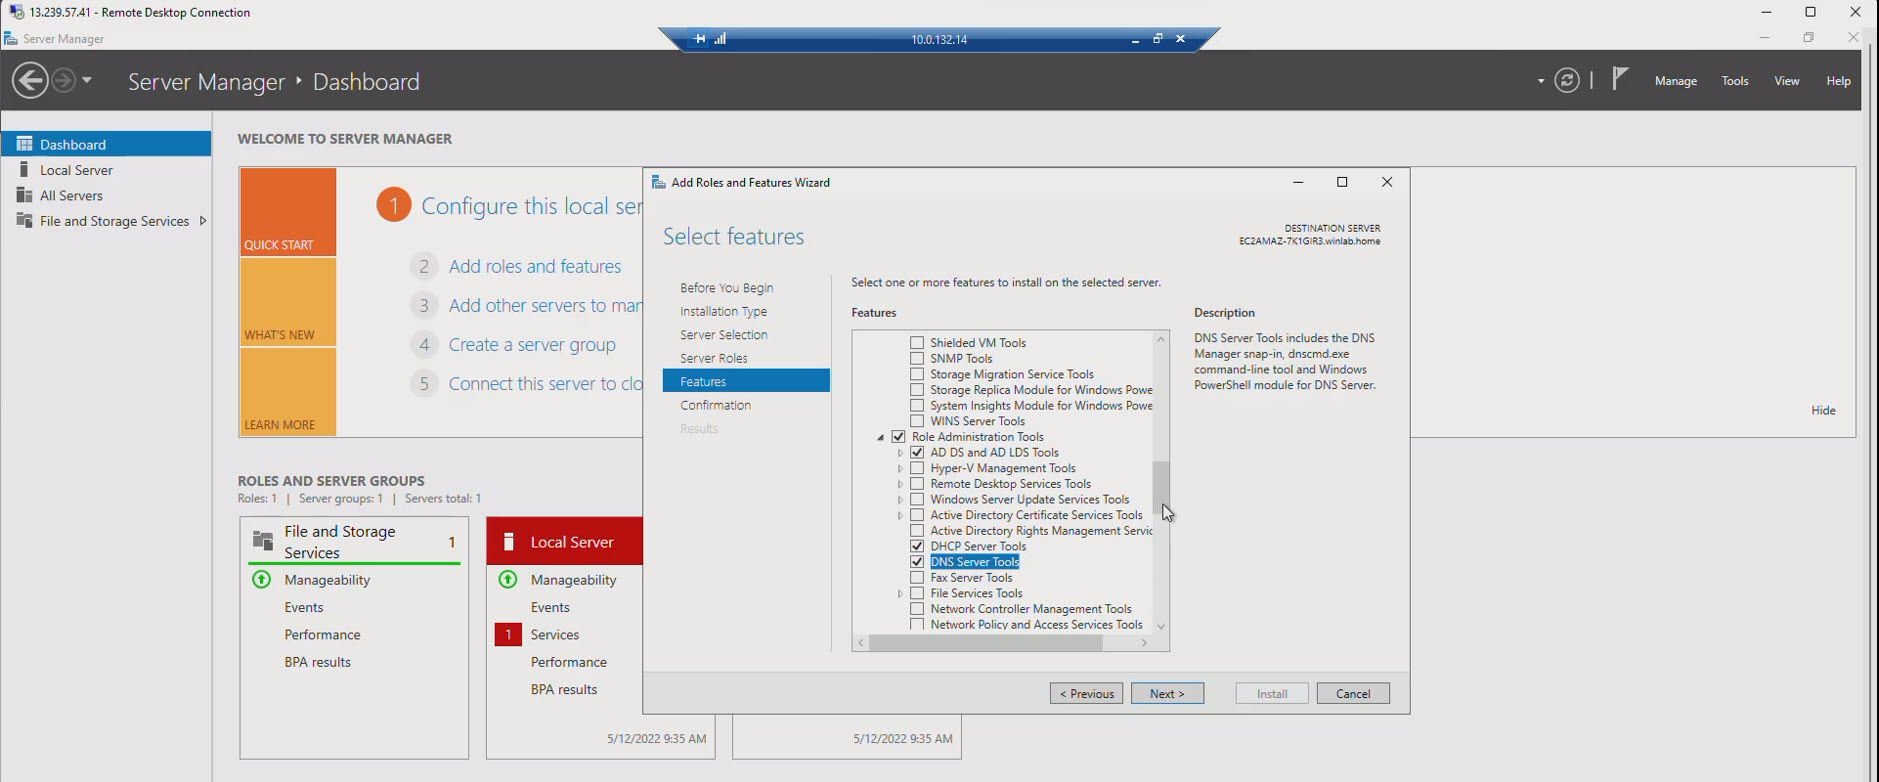 13.239.57.41 - Remote Desktop Connection
Server Manager
10.0.132.14
Server Manager ‣ Dashboard
Manage
Tools
View
Help
Dashboard
Local Server
All Servers
File and Storage Services
WELCOME TO SERVER MANAGER
QUICK START
WHAT'S NEW
LEARN MORE
1 Configure this local ser
2 Add roles and features
3 Add other servers to man
4 Create a server group
5 Connect this server to clo
Hide
ROLES AND SERVER GROUPS
Roles: 1 | Server groups: 1 | Servers total: 1
File and Storage
Services
1
Manageability
Events
Performance
BPA results
Local Server
Manageability
Events
1 Services
Performance
BPA results
5/12/2022 9:35 AM
5/12/2022 9:35 AM
Add Roles and Features Wizard
Select features
DESTINATION SERVER
EC2AMAZ-7K1GIR3.winlab.home
Before You Begin
Installation Type
Server Selection
Server Roles
Features
Confirmation
Results
Select one or more features to install on the selected server.
Features
Shielded VM Tools
SNMP Tools
Storage Migration Service Tools
Storage Replica Module for Windows Powe
System Insights Module for Windows Powe
WINS Server Tools
Role Administration Tools
AD DS and AD LDS Tools
Hyper-V Management Tools
Remote Desktop Services Tools
Windows Server Update Services Tools
Active Directory Certificate Services Tools
Active Directory Rights Management Servic
DHCP Server Tools
DNS Server Tools
Fax Server Tools
File Services Tools
Network Controller Management Tools
Network Policy and Access Services Tools
Description
DNS Server Tools includes the DNS
Manager snap-in, dnscmd.exe
command-line tool and Windows
PowerShell module for DNS Server.
< Previous
Next >
Install
Cancel